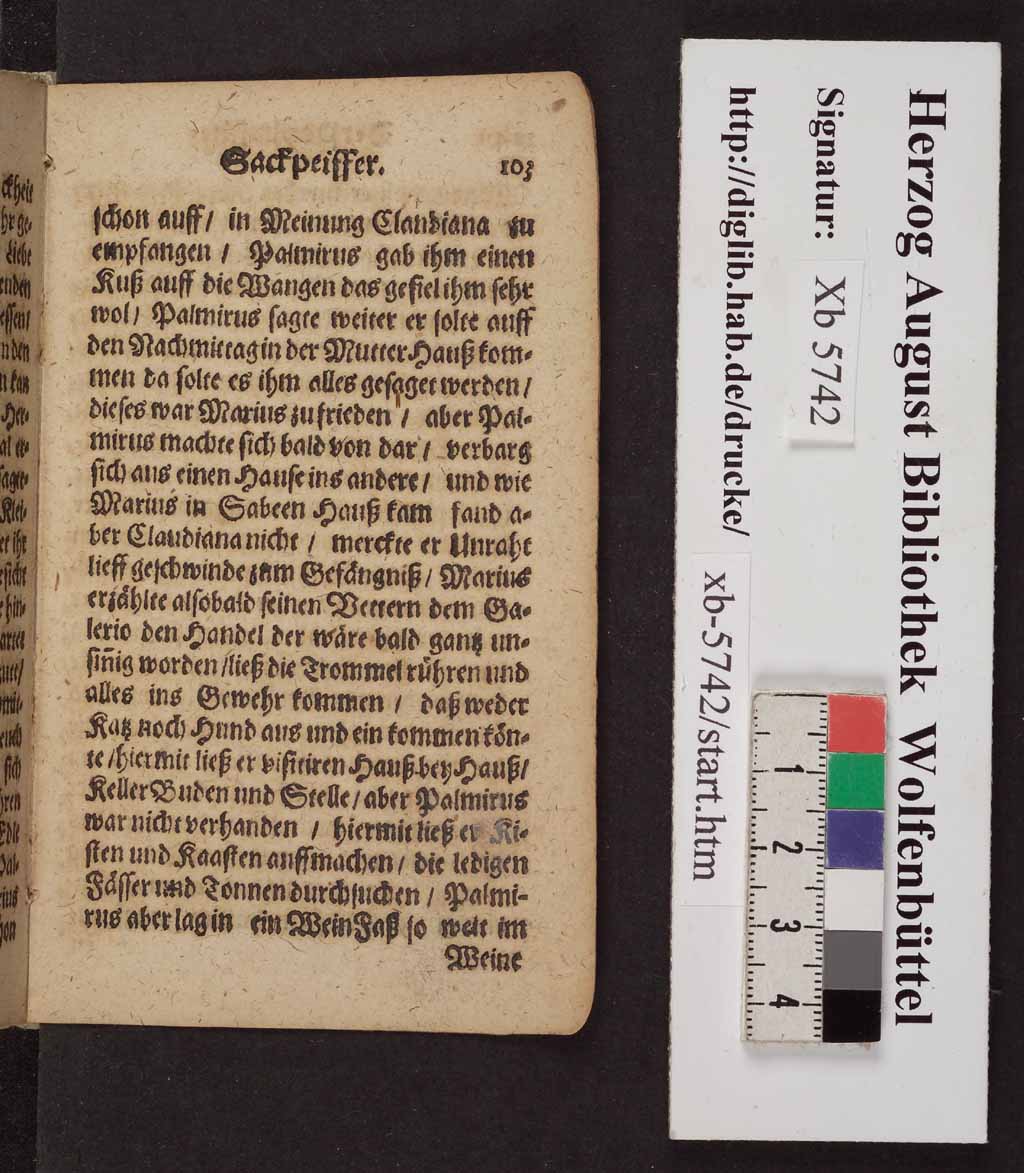 Sackpeiffer. 103
schon auff / in Meinung Claudiana zu
empfangen / Palmirus gab ihm einen
Kuß auff die Wangen das gefiel ihm sehr
wol / Palmirus sagte weiter er solte auff
den Nachmittag in der Mutter Hauß kom-
men da solte es ihm alles gesaget werden /
dieses war Marius zu frieden / aber Pal-
mirus machte sich bald von dar / verbarg
sich aus einen Hause ins andere / und wie
Marius in Sabeen Hauß kam fand a-
ber Claudiana nicht / merckte er Unraht
lieff geschwinde zum Gefängniß / Marius
erzählte alsobald seinen Vettern dem Ga-
lerio den Handel der wäre bald gantz un-
siñig worden / ließ die Trommel rühren und
alles ins Gewehr kommen / daß weder
Katz noch Hund aus und ein kommen kön-
te / hiermit ließ er visitiren Hauß bey Hauß /
Keller Buden und Stelle / aber Palmirus
war nicht verhanden / hiermit ließ er Ki-
sten und Kaasten auffmachen / die ledigen
Fässer und Tonnen durchsuchen / Palmi-
rus aber lag in ein Wein Faß so weit im
Weine
Herzog August Bibliothek Wolfenbüttel
Signatur: Xb 5742
http://diglib.hab.de/drucke/ xb-5742/start.htm
1
2
3
4